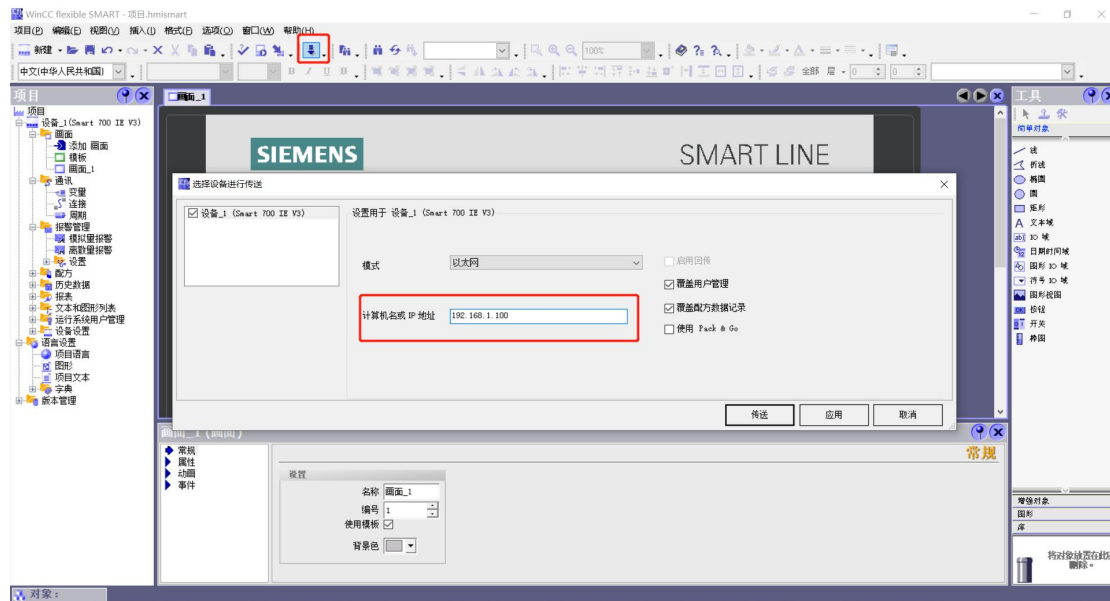 WinCC flexible SMART - 项目.hmismart
项目(P) 编辑(E) 视图(V) 插入(I) 格式(F) 选项(O) 窗口(W) 帮助(H)
新建 100%
中文(中华人民共和国) B I U 全部 层 0 0
项目
项目
设备_1(Smart 700 IE V3)
画面
添加 画面
模板
画面_1
通讯
变量
连接
周期
报警管理
模拟量报警
离散量报警
设置
配方
历史数据
报表
文本和图形列表
运行系统用户管理
设备设置
语言设置
项目语言
图形
项目文本
字典
版本管理
画面_1
SIEMENS
SMART LINE
选择设备进行传送
设备_1 (Smart 700 IE V3)
设置用于 设备_1 (Smart 700 IE V3)
模式 以太网
启用回传
覆盖用户管理
计算机名或 IP 地址 192.168.1.100
覆盖配方数据记录
使用 Pack & Go
传送 应用 取消
画面_1 (画面)
常规
属性
动画
事件
常规
设置
名称 画面_1
编号 1
使用模板
背景色
工具
简单对象
线
折线
椭圆
圆
矩形
A 文本域
IO 域
日期时间域
图形 IO 域
符号 IO 域
图形视图
按钮
开关
棒图
增强对象
图形
库
将对象放置在此处
删除。
对象：